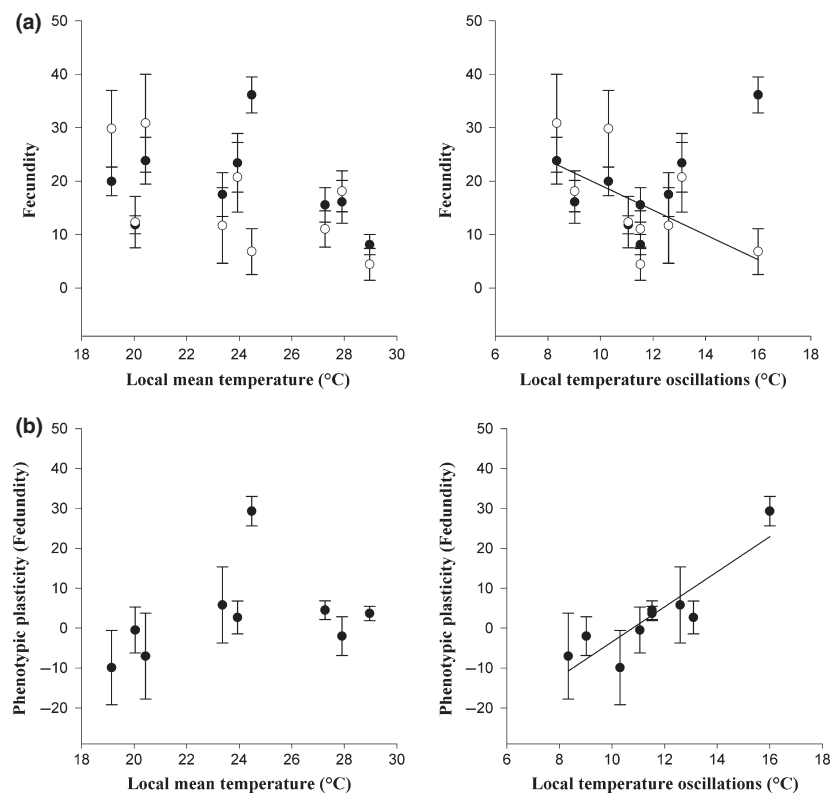 (a)
50
40
30
20
10
0
Fecundity
18 20 22 24 26 28 30
Local mean temperature (°C)
50
40
30
20
10
0
Fecundity
6 8 10 12 14 16 18
Local temperature oscillations (°C)
(b)
50
40
30
20
10
0
–10
–20
Phenotypic plasticity (Fedundity)
18 20 22 24 26 28 30
Local mean temperature (°C)
50
40
30
20
10
0
–10
–20
Phenotypic plasticity (Fedundity)
6 8 10 12 14 16 18
Local temperature oscillations (°C)